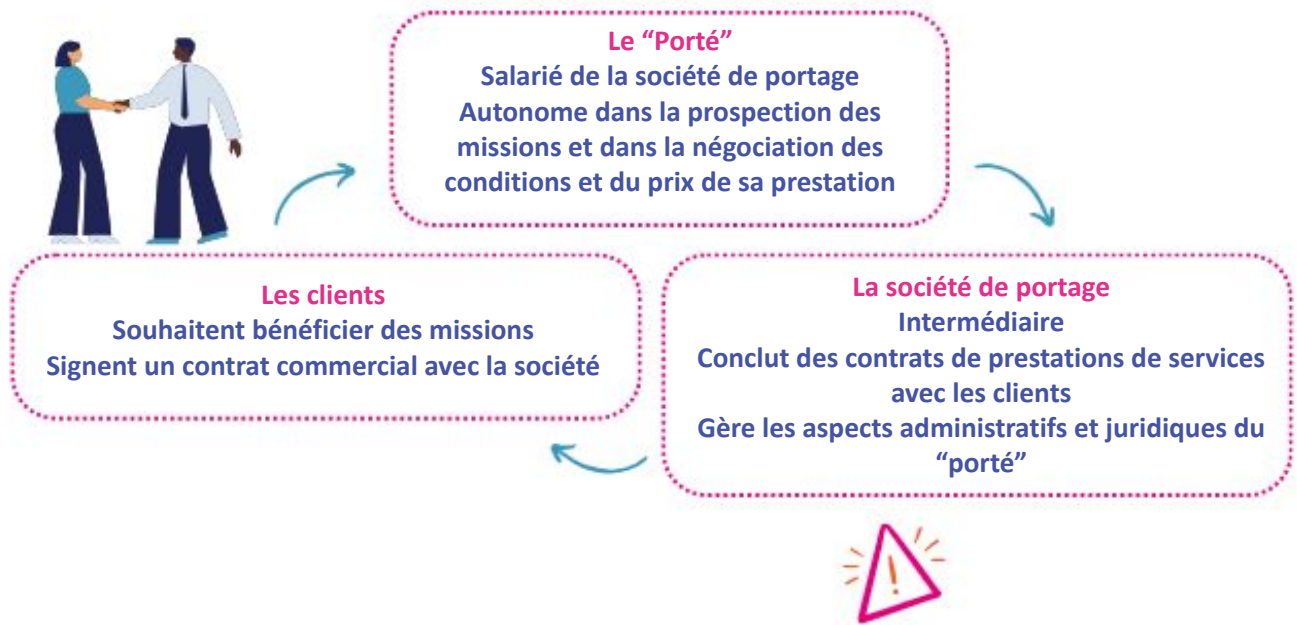 Le “Porté”
Salarié de la société de portage
Autonome dans la prospection des
missions et dans la négociation des
conditions et du prix de sa prestation
Les clients
Souhaitent bénéficier des missions
Signent un contrat commercial avec la société
La société de portage
Intermédiaire
Conclut des contrats de prestations de services
avec les clients
Gère les aspects administratifs et juridiques du
“porté”